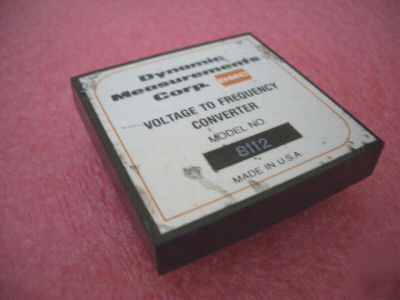 Dynamic
Measurements
Corp. DMC
VOLTAGE TO FREQUENCY
CONVERTER
MODEL NO
8112
MADE IN U.S.A